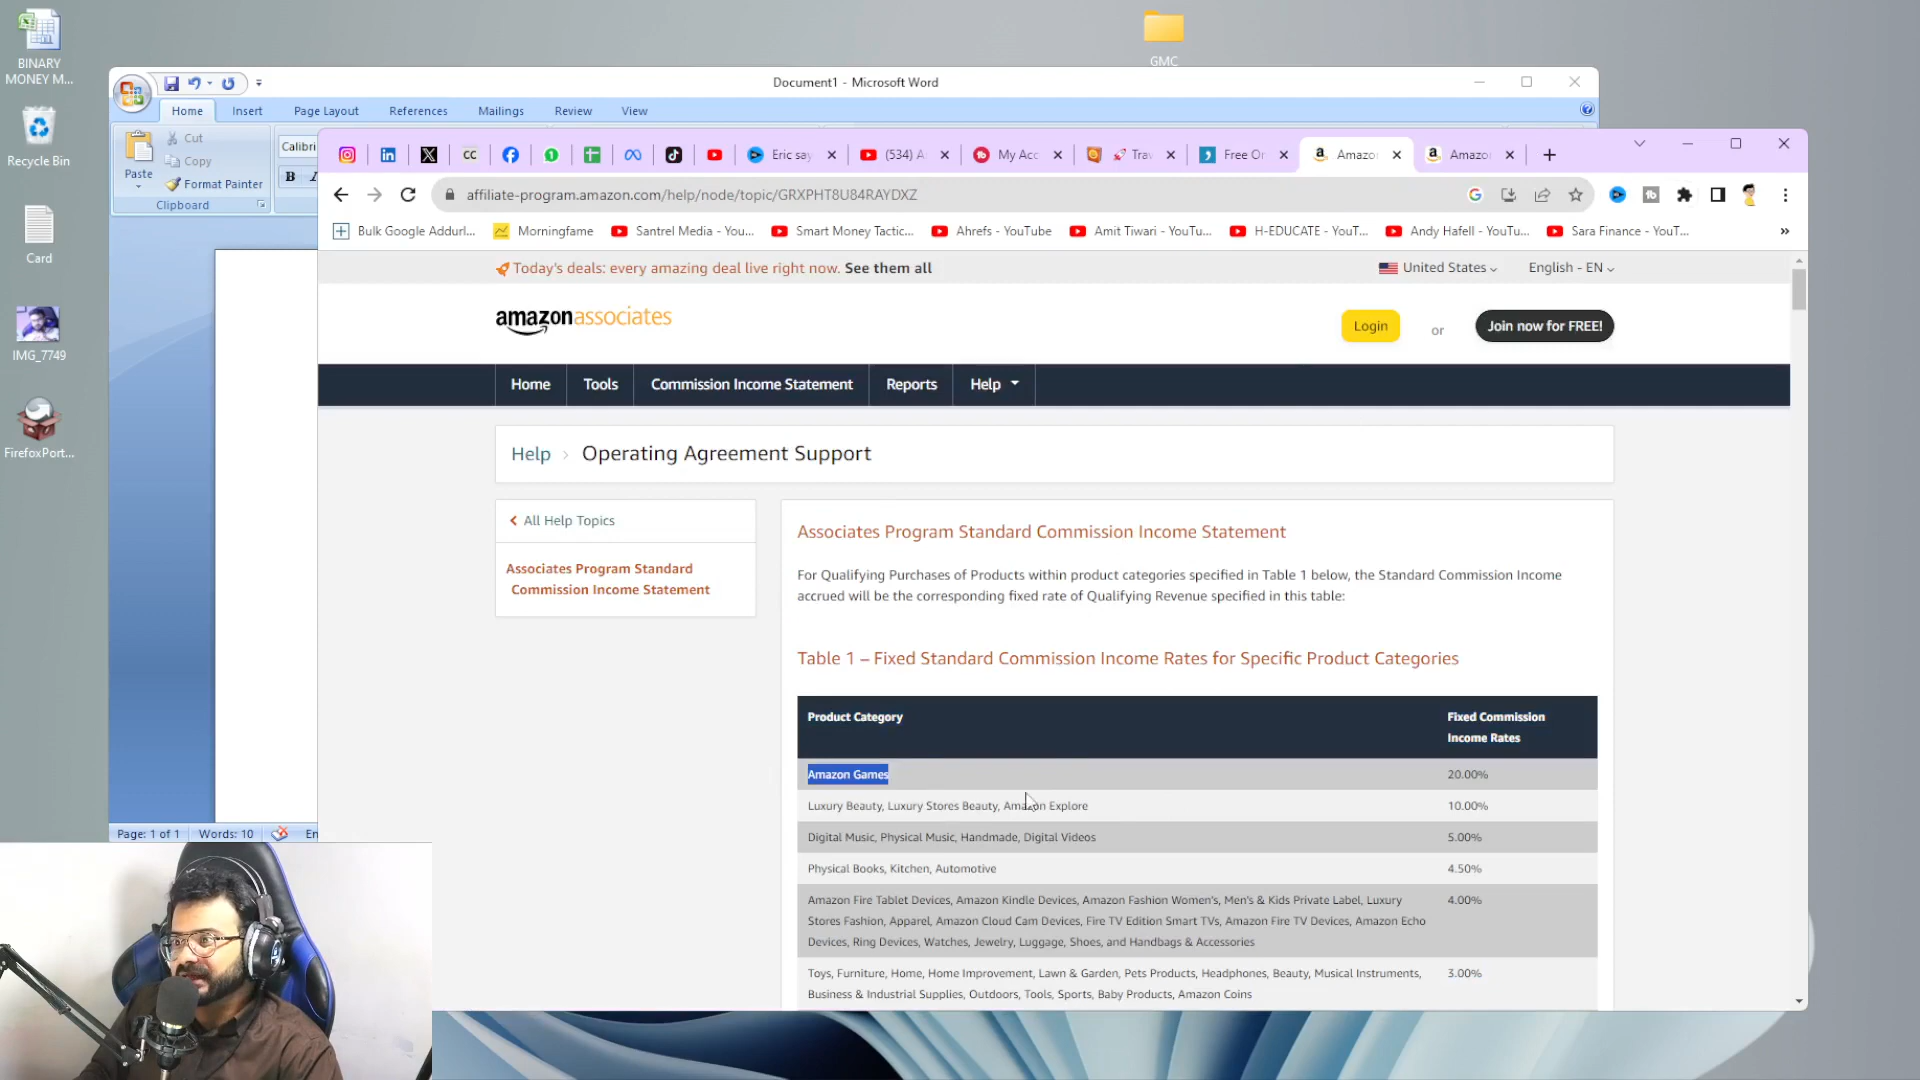 BINARY
MONEY M...
Recycle Bin
Card
IMG_7749
FirefoxPort...
GMC
Document1 - Microsoft Word
Home Insert Page Layout References Mailings Review View
Paste
Cut
Copy
Format Painter
Clipboard
Calibri
B I
Eric say
(534) A
My Acc
Trav
Free O
Amazo
Amazo
affiliate-program.amazon.com/help/node/topic/GRXPHT8U84RAYDXZ
Bulk Google Addurl... Morningfame Santrel Media - You... Smart Money Tactic... Ahrefs - YouTube Amit Tiwari - YouTu... H-EDUCATE - YouT... Andy Hafell - YouTu... Sara Finance - YouT...
Today's deals: every amazing deal live right now. See them all
United States English - EN
amazonassociates
Login or Join now for FREE!
Home Tools Commission Income Statement Reports Help
Help › Operating Agreement Support
All Help Topics
Associates Program Standard
Commission Income Statement
Associates Program Standard Commission Income Statement
For Qualifying Purchases of Products within product categories specified in Table 1 below, the Standard Commission Income
accrued will be the corresponding fixed rate of Qualifying Revenue specified in this table:
Table 1 – Fixed Standard Commission Income Rates for Specific Product Categories
Product Category Fixed Commission
Income Rates
Amazon Games 20.00%
Luxury Beauty, Luxury Stores Beauty, Amazon Explore 10.00%
Digital Music, Physical Music, Handmade, Digital Videos 5.00%
Physical Books, Kitchen, Automotive 4.50%
Amazon Fire Tablet Devices, Amazon Kindle Devices, Amazon Fashion Women's, Men's & Kids Private Label, Luxury 4.00%
Stores Fashion, Apparel, Amazon Cloud Cam Devices, Fire TV Edition Smart TVs, Amazon Fire TV Devices, Amazon Echo
Devices, Ring Devices, Watches, Jewelry, Luggage, Shoes, and Handbags & Accessories
Toys, Furniture, Home, Home Improvement, Lawn & Garden, Pets Products, Headphones, Beauty, Musical Instruments, 3.00%
Business & Industrial Supplies, Outdoors, Tools, Sports, Baby Products, Amazon Coins
Page: 1 of 1 Words: 10 En